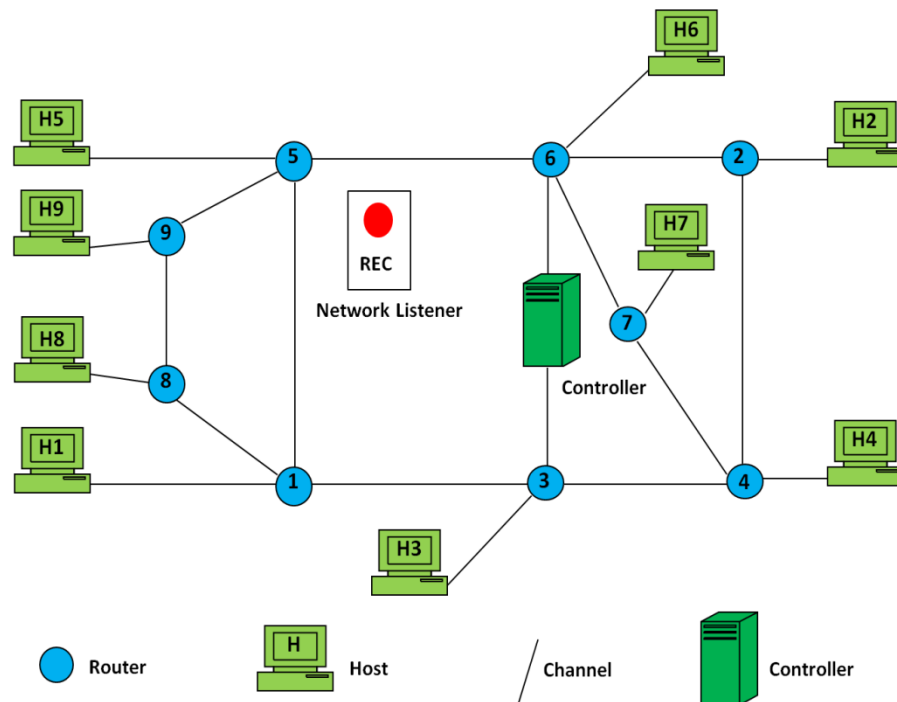 H6
H5
H2
5
6
2
H9
H7
9
REC
Network Listener
7
H8
Controller
8
H1
H4
1
3
4
H3
Router
H
Host
Channel
Controller